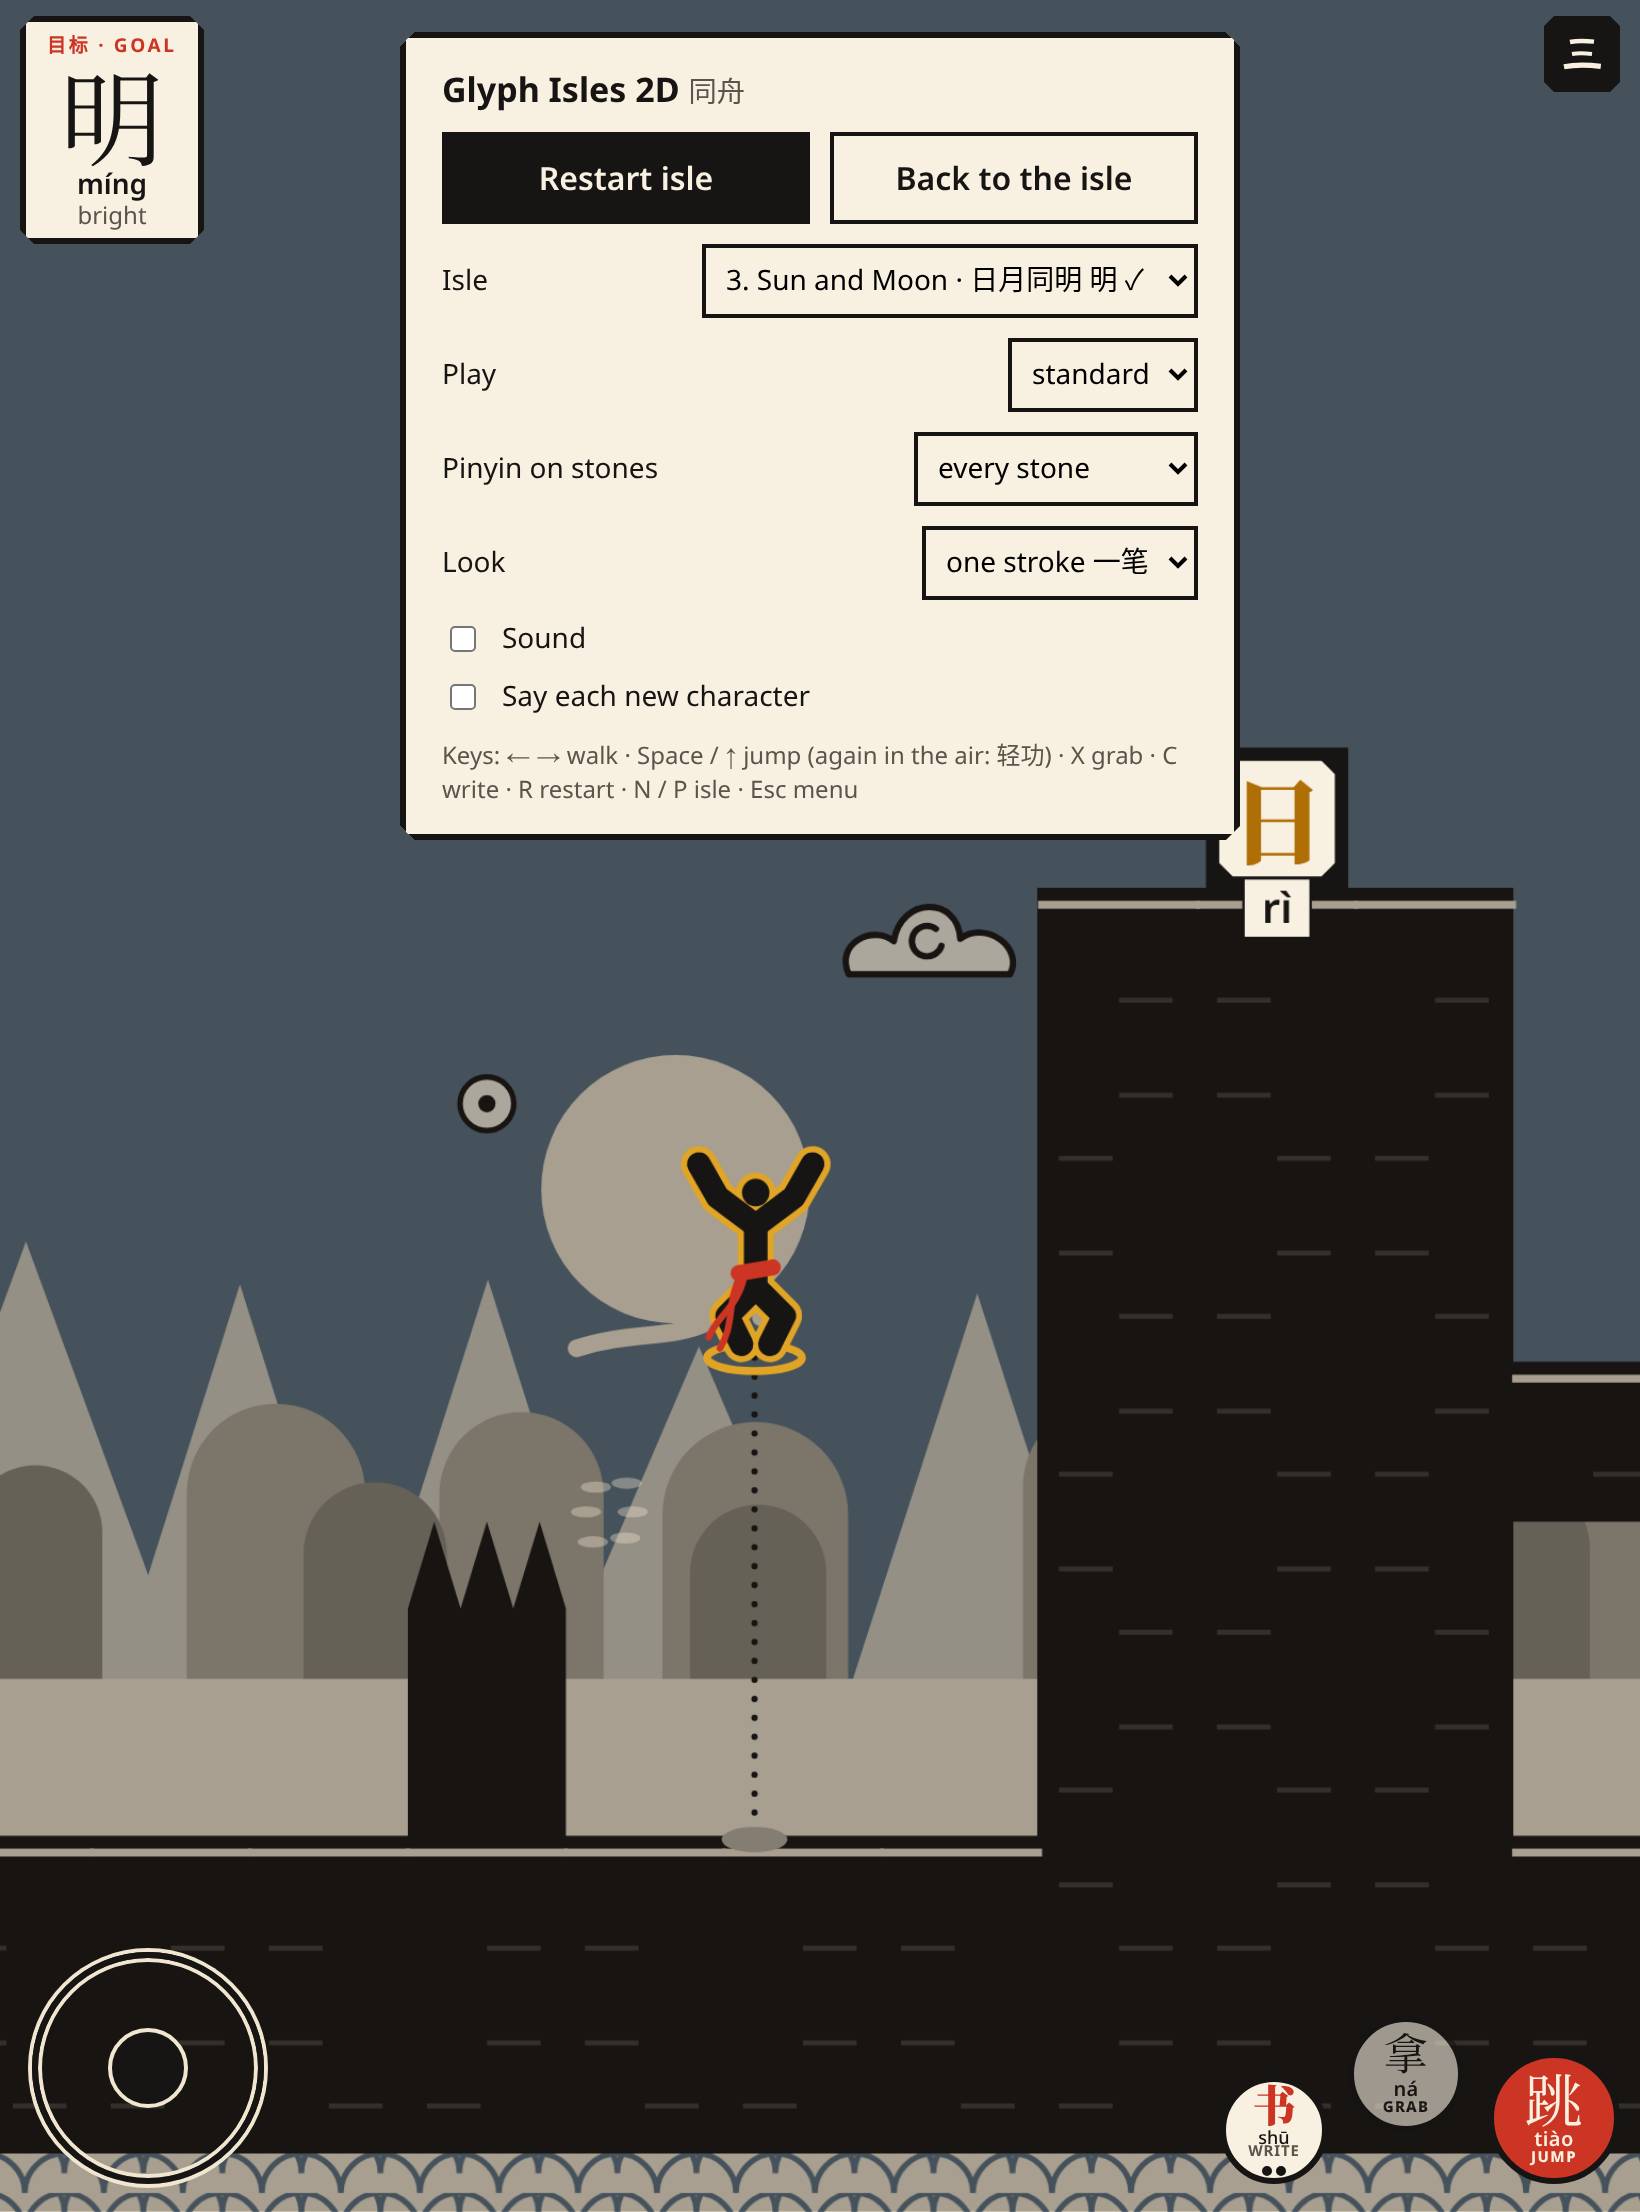 目标 · GOAL
明
míng
bright
三
Glyph Isles 2D 同舟
Restart isle
Back to the isle
Isle
3. Sun and Moon · 日月同明 明 ✓
Play
standard
Pinyin on stones
every stone
Look
one stroke 一笔
Sound
Say each new character
Keys: ← → walk · Space / ↑ jump (again in the air: 轻功) · X grab · C
write · R restart · N / P isle · Esc menu
日
rì
书
shū
WRITE
拿
ná
GRAB
跳
tiào
JUMP